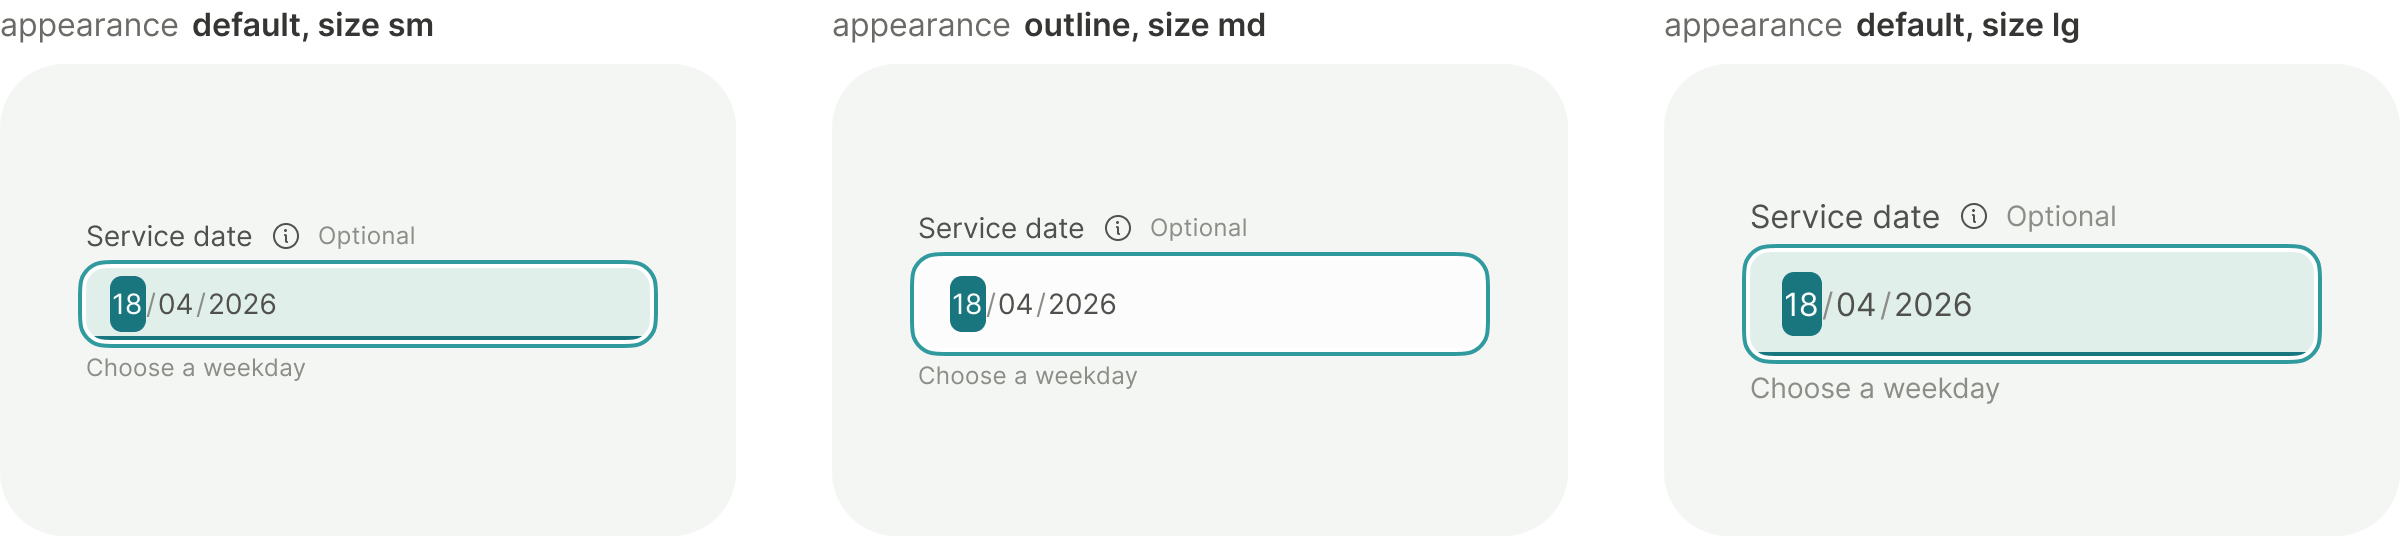 appearance default, size sm
Service date Optional
18/04/2026
Choose a weekday
appearance outline, size md
Service date Optional
18/04/2026
Choose a weekday
appearance default, size lg
Service date Optional
18/04/2026
Choose a weekday